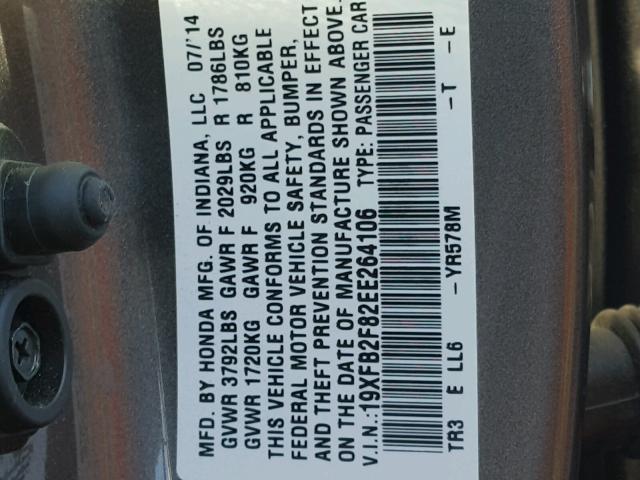 MFD. BY HONDA MFG. OF INDIANA, LLC 07/'14
GVWR 3792LBS GAWR F 2029LBS R 1786LBS
GVWR 1720KG GAWR F 920KG R 810KG
THIS VEHICLE CONFORMS TO ALL APPLICABLE
FEDERAL MOTOR VEHICLE SAFETY, BUMPER,
AND THEFT PREVENTION STANDARDS IN EFFECT
ON THE DATE OF MANUFACTURE SHOWN ABOVE.
V.I.N.:19XFB2F82EE264106 TYPE: PASSENGER CAR
TR3 E LL6 -YR578M -T -E